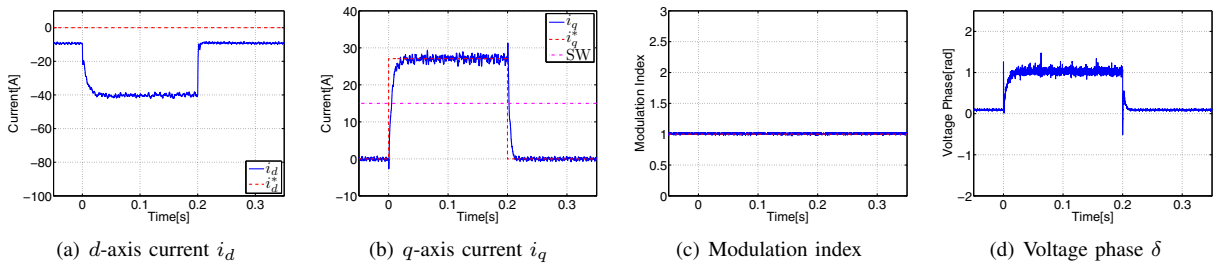 0
−20
−40
−60
−80
−100
Current[A]
0 0.1 0.2 0.3
Time[s]
i_d
i_d^*
(a) d-axis current i_d
40
30
20
10
0
−10
Current[A]
0 0.1 0.2 0.3
Time[s]
i_q
i_q^*
SW
(b) q-axis current i_q
3
2.5
2
1.5
1
0.5
0
Modulation Index
0 0.1 0.2 0.3
Time[s]
(c) Modulation index
2
1
0
−1
−2
Voltage Phase[rad]
0 0.1 0.2 0.3
Time[s]
(d) Voltage phase δ